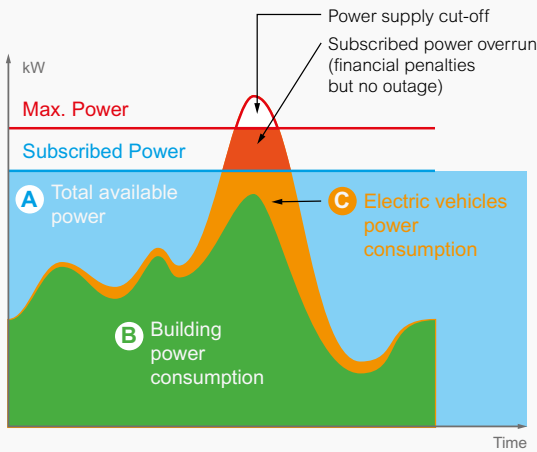 Power supply cut-off
Subscribed power overrun
(financial penalties
but no outage)
kW
Max. Power
Subscribed Power
A Total available
power
C Electric vehicles
power
consumption
B Building
power
consumption
Time